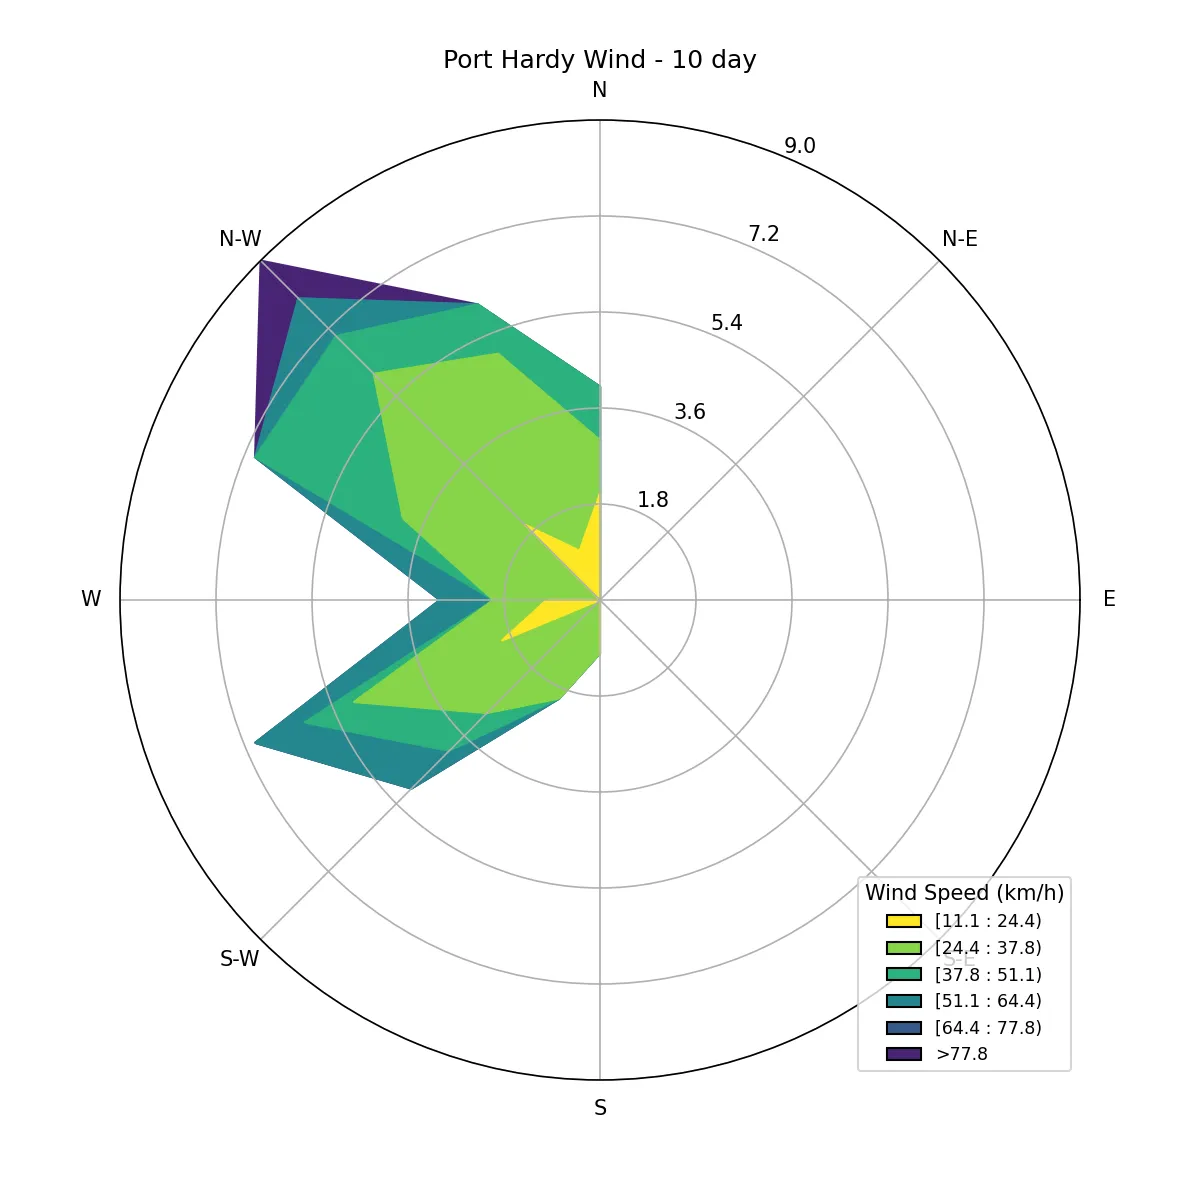 Port Hardy Wind - 10 day
N
9.0
N-W
N-E
7.2
5.4
3.6
1.8
W
E
S-W
S-E
S
Wind Speed (km/h)
[11.1 : 24.4)
[24.4 : 37.8)
[37.8 : 51.1)
[51.1 : 64.4)
[64.4 : 77.8)
>77.8